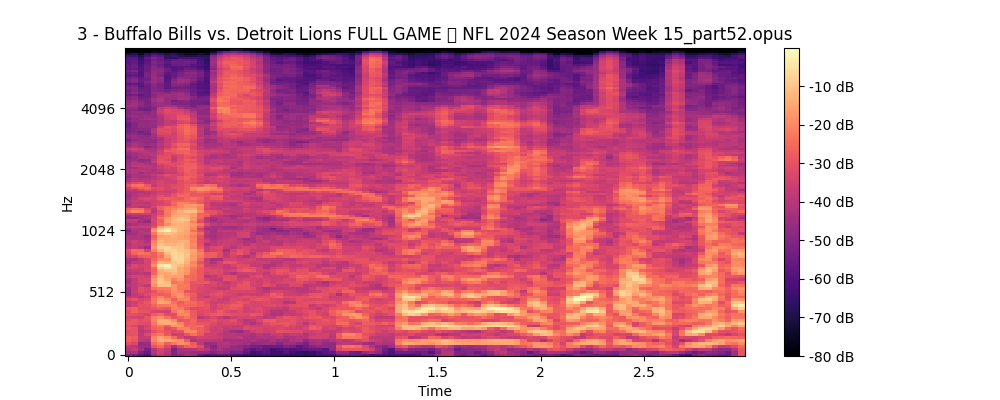 3 - Buffalo Bills vs. Detroit Lions FULL GAME ▯ NFL 2024 Season Week 15_part52.opus
Hz
4096
2048
1024
512
0
0
0.5
1
1.5
2
2.5
Time
-10 dB
-20 dB
-30 dB
-40 dB
-50 dB
-60 dB
-70 dB
-80 dB